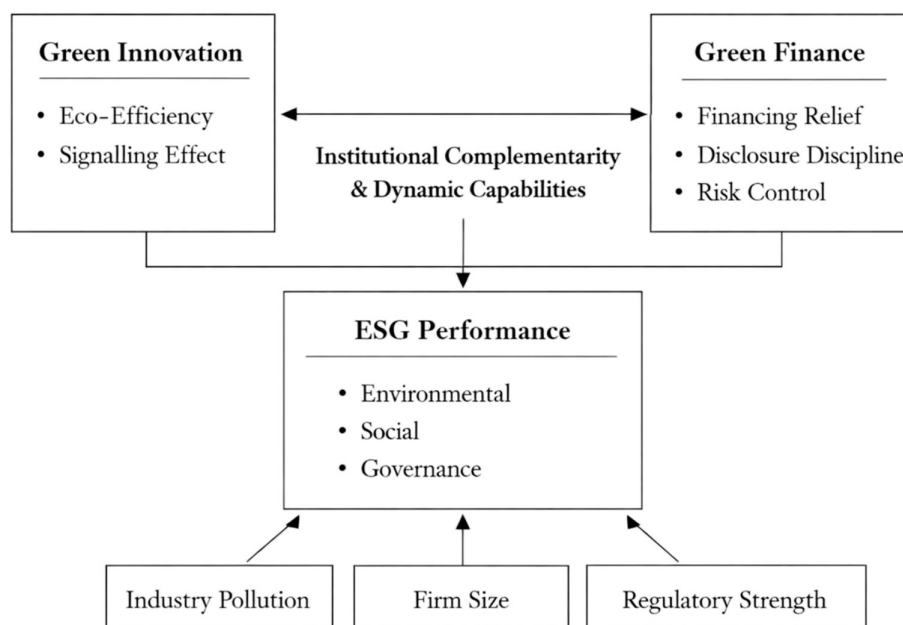 Green Innovation
• Eco-Efficiency
• Signalling Effect
Green Finance
• Financing Relief
• Disclosure Discipline
• Risk Control
Institutional Complementarity
& Dynamic Capabilities
ESG Performance
• Environmental
• Social
• Governance
Industry Pollution
Firm Size
Regulatory Strength